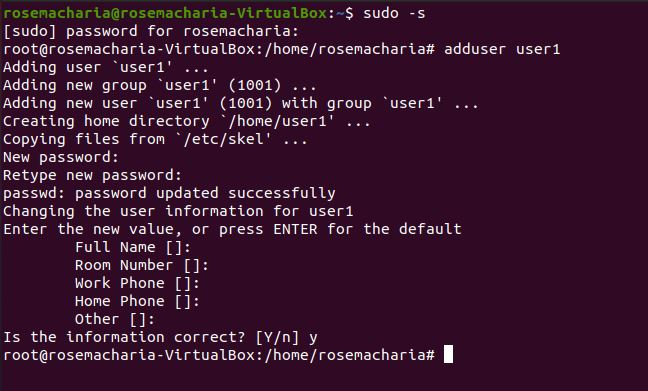 rosemacharia@rosemacharia-VirtualBox:~$ sudo -s
[sudo] password for rosemacharia:
root@rosemacharia-VirtualBox:/home/rosemacharia# adduser user1
Adding user `user1' ...
Adding new group `user1' (1001) ...
Adding new user `user1' (1001) with group `user1' ...
Creating home directory `/home/user1' ...
Copying files from `/etc/skel' ...
New password:
Retype new password:
passwd: password updated successfully
Changing the user information for user1
Enter the new value, or press ENTER for the default
        Full Name []:
        Room Number []:
        Work Phone []:
        Home Phone []:
        Other []:
Is the information correct? [Y/n] y
root@rosemacharia-VirtualBox:/home/rosemacharia#